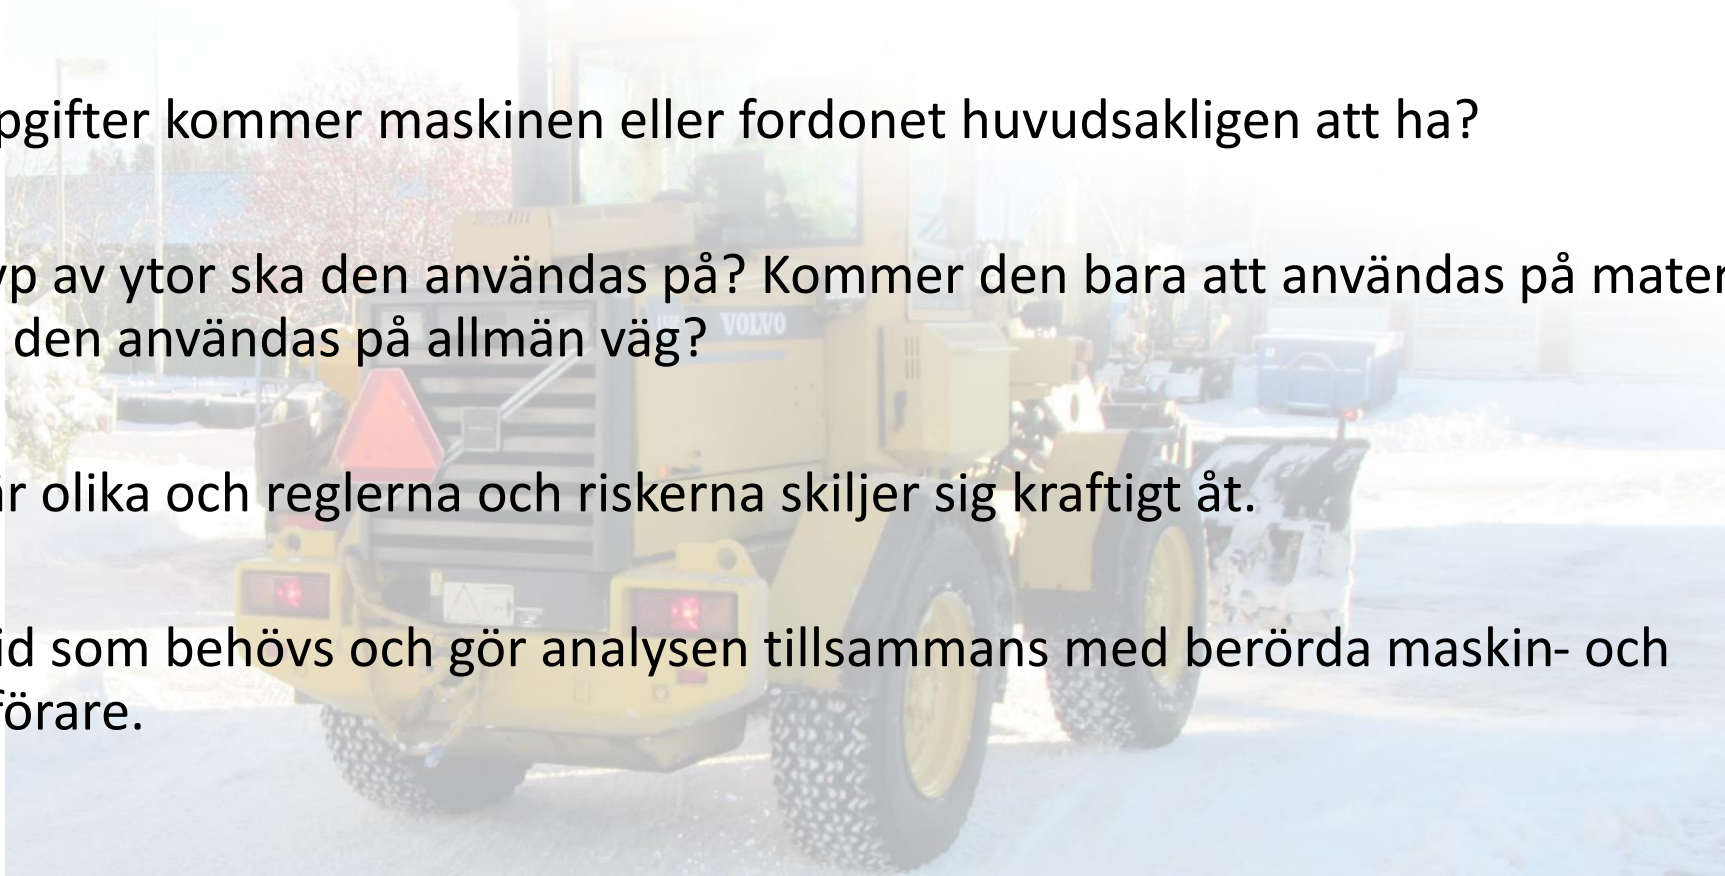 pgifter kommer maskinen eller fordonet huvudsakligen att ha?
yp av ytor ska den användas på? Kommer den bara att användas på mater
den användas på allmän väg?
VOLVO
är olika och reglerna och riskerna skiljer sig kraftigt åt.
id som behövs och gör analysen tillsammans med berörda maskin- och
förare.